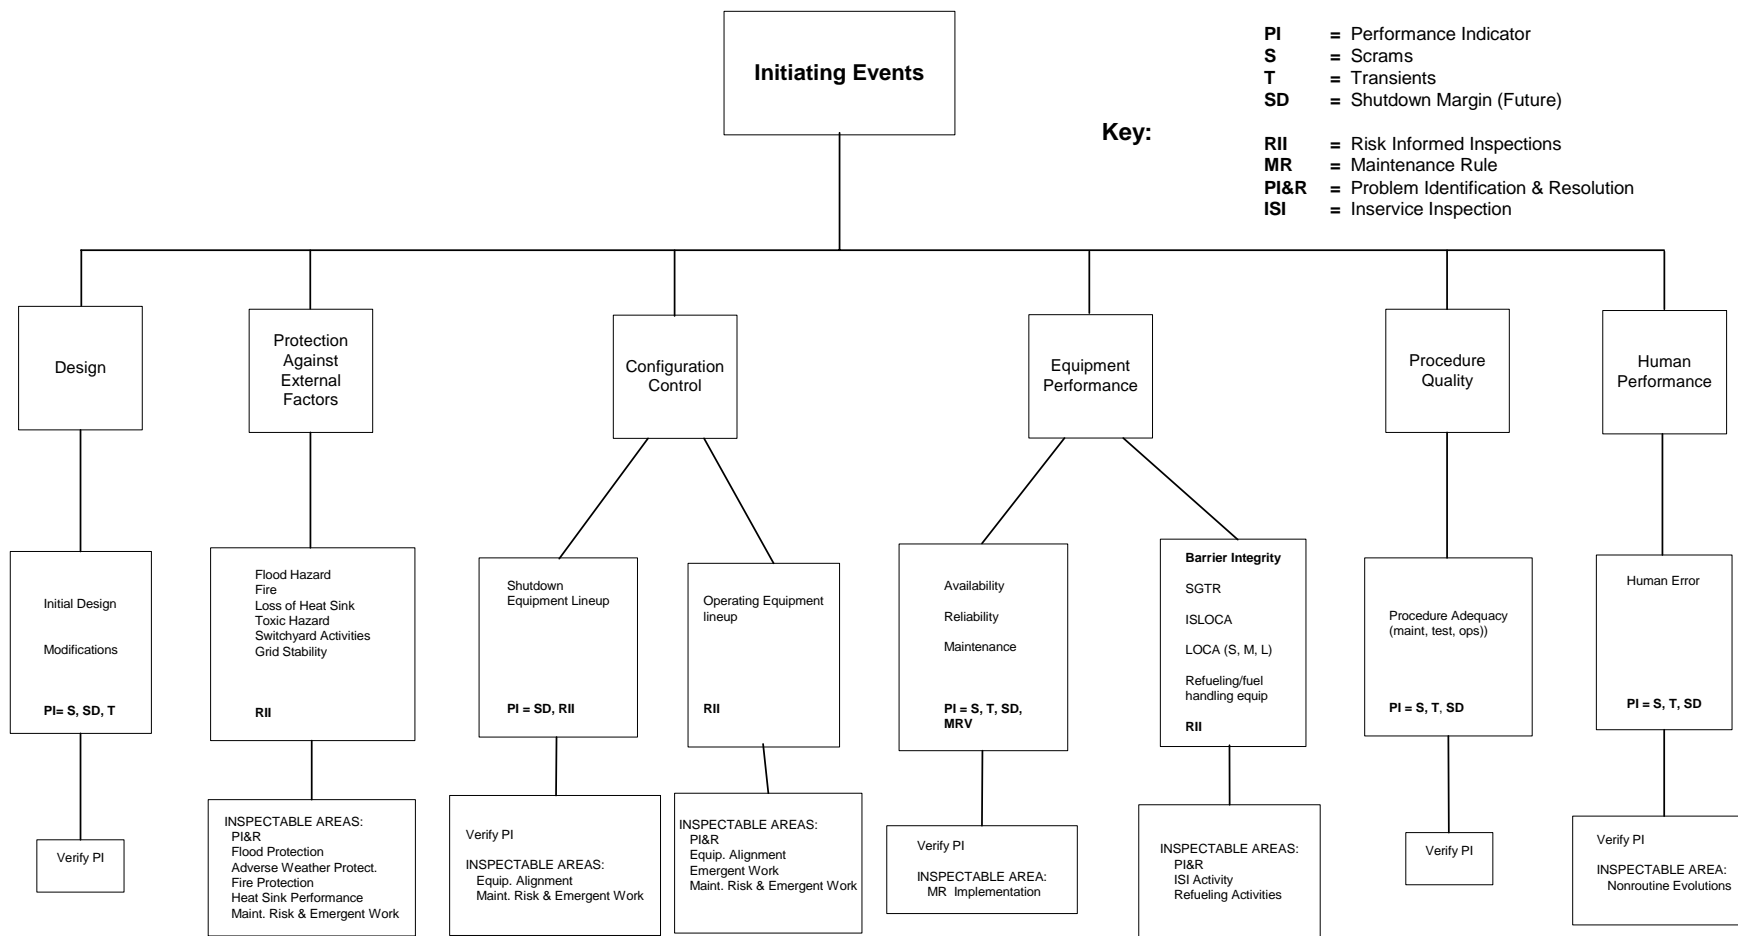 Initiating Events
Key:
PI = Performance Indicator
S = Scrams
T = Transients
SD = Shutdown Margin (Future)
RII = Risk Informed Inspections
MR = Maintenance Rule
PI&R = Problem Identification & Resolution
ISI = Inservice Inspection
Design
Protection
Against
External
Factors
Configuration
Control
Equipment
Performance
Procedure
Quality
Human
Performance
Initial Design
Modifications
PI= S, SD, T
Flood Hazard
Fire
Loss of Heat Sink
Toxic Hazard
Switchyard Activities
Grid Stability
RII
Shutdown
Equipment Lineup
PI = SD, RII
Operating Equipment
lineup
RII
Availability
Reliability
Maintenance
PI = S, T, SD,
MRV
Barrier Integrity
SGTR
ISLOCA
LOCA (S, M, L)
Refueling/fuel
handling equip
RII
Procedure Adequacy
(maint, test, ops))
PI = S, T, SD
Human Error
PI = S, T, SD
Verify PI
INSPECTABLE AREAS:
PI&R
Flood Protection
Adverse Weather Protect.
Fire Protection
Heat Sink Performance
Maint. Risk & Emergent Work
Verify PI
INSPECTABLE AREAS:
Equip. Alignment
Maint. Risk & Emergent Work
INSPECTABLE AREAS:
PI&R
Equip. Alignment
Emergent Work
Maint. Risk & Emergent Work
Verify PI
INSPECTABLE AREA:
MR Implementation
INSPECTABLE AREAS:
PI&R
ISI Activity
Refueling Activities
Verify PI
Verify PI
INSPECTABLE AREA:
Nonroutine Evolutions